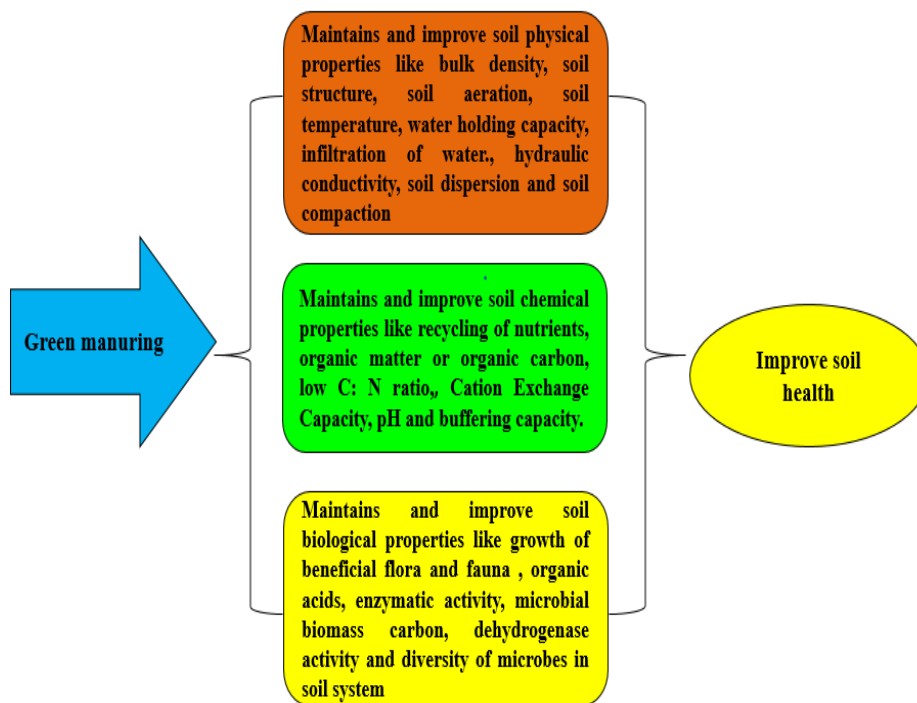 Green manuring
Maintains and improve soil physical
properties like bulk density, soil
structure, soil aeration, soil
temperature, water holding capacity,
infiltration of water., hydraulic
conductivity, soil dispersion and soil
compaction
Maintains and improve soil chemical
properties like recycling of nutrients,
organic matter or organic carbon,
low C: N ratio,, Cation Exchange
Capacity, pH and buffering capacity.
Maintains and improve soil
biological properties like growth of
beneficial flora and fauna , organic
acids, enzymatic activity, microbial
biomass carbon, dehydrogenase
activity and diversity of microbes in
soil system
Improve soil
health